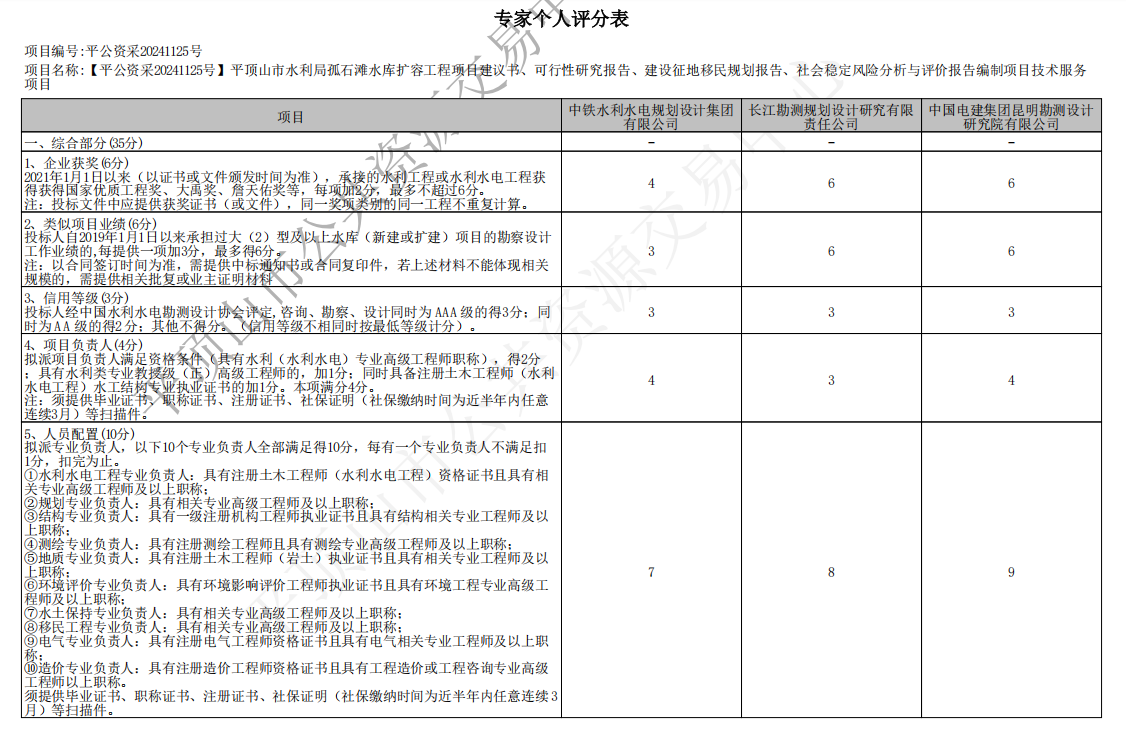 专家个人评分表
项目编号:平公资采20241125号
项目名称:【平公资采20241125号】平顶山市水利局孤石滩水库扩容工程项目建议书、可行性研究报告、建设征地移民规划报告、社会稳定风险分析与评价报告编制项目技术服务
项目
项目
中铁水利水电规划设计集团
有限公司
长江勘测规划设计研究有限
责任公司
中国电建集团昆明勘测设计
研究院有限公司
一、综合部分(35分)
-
-
-
1、企业获奖(6分)
2021年1月1日以来（以证书或文件颁发时间为准），承接的水利工程或水利水电工程获
得获得国家优质工程奖、大禹奖、詹天佑奖等，每项加2分，最多不超过6分。
注：投标文件中应提供获奖证书（或文件），同一奖项类别的同一工程不重复计算。
4
6
6
2、类似项目业绩(6分)
投标人自2019年1月1日以来承担过大（2）型及以上水库（新建或扩建）项目的勘察设计
工作业绩的,每提供一项加3分，最多得6分。
注：以合同签订时间为准，需提供中标通知书或合同复印件，若上述材料不能体现相关
规模的，需提供相关批复或业主证明材料
3
6
6
3、信用等级(3分)
投标人经中国水利水电勘测设计协会评定,咨询、勘察、设计同时为 AAA 级的得3分；同
时为AA 级的得2分；其他不得分。（信用等级不相同时按最低等级计分）。
3
3
3
4、项目负责人(4分)
拟派项目负责人满足资格条件（具有水利（水利水电）专业高级工程师职称），得2分
；具有水利类专业教授级（正）高级工程师的，加1分；同时具备注册土木工程师（水利
水电工程）水工结构专业执业证书的加1分。本项满分4分。
注：须提供毕业证书、职称证书、注册证书、社保证明（社保缴纳时间为近半年内任意
连续3月）等扫描件。
4
3
4
5、人员配置(10分)
拟派专业负责人，以下10个专业负责人全部满足得10分，每有一个专业负责人不满足扣
1分，扣完为止。
①水利水电工程专业负责人：具有注册土木工程师（水利水电工程）资格证书且具有相
关专业高级工程师及以上职称；
②规划专业负责人：具有相关专业高级工程师及以上职称；
③结构专业负责人：具有一级注册机构工程师执业证书且具有结构相关专业工程师及以
上职称；
④测绘专业负责人：具有注册测绘工程师且具有测绘专业高级工程师及以上职称；
⑤地质专业负责人：具有注册土木工程师（岩土）执业证书且具有相关专业工程师及以
上职称；
⑥环境评价专业负责人：具有环境影响评价工程师执业证书且具有环境工程专业高级工
程师及以上职称；
⑦水土保持专业负责人：具有相关专业高级工程师及以上职称；
⑧移民工程专业负责人：具有相关专业高级工程师及以上职称；
⑨电气专业负责人：具有注册电气工程师资格证书且具有电气相关专业工程师及以上职
称；
⑩造价专业负责人：具有注册造价工程师资格证书且具有工程造价或工程咨询专业高级
工程师以上职称。
须提供毕业证书、职称证书、注册证书、社保证明（社保缴纳时间为近半年内任意连续 3
月）等扫描件。
7
8
9
平顶山市公共资源交易中
平顶山市公共资源交易中心